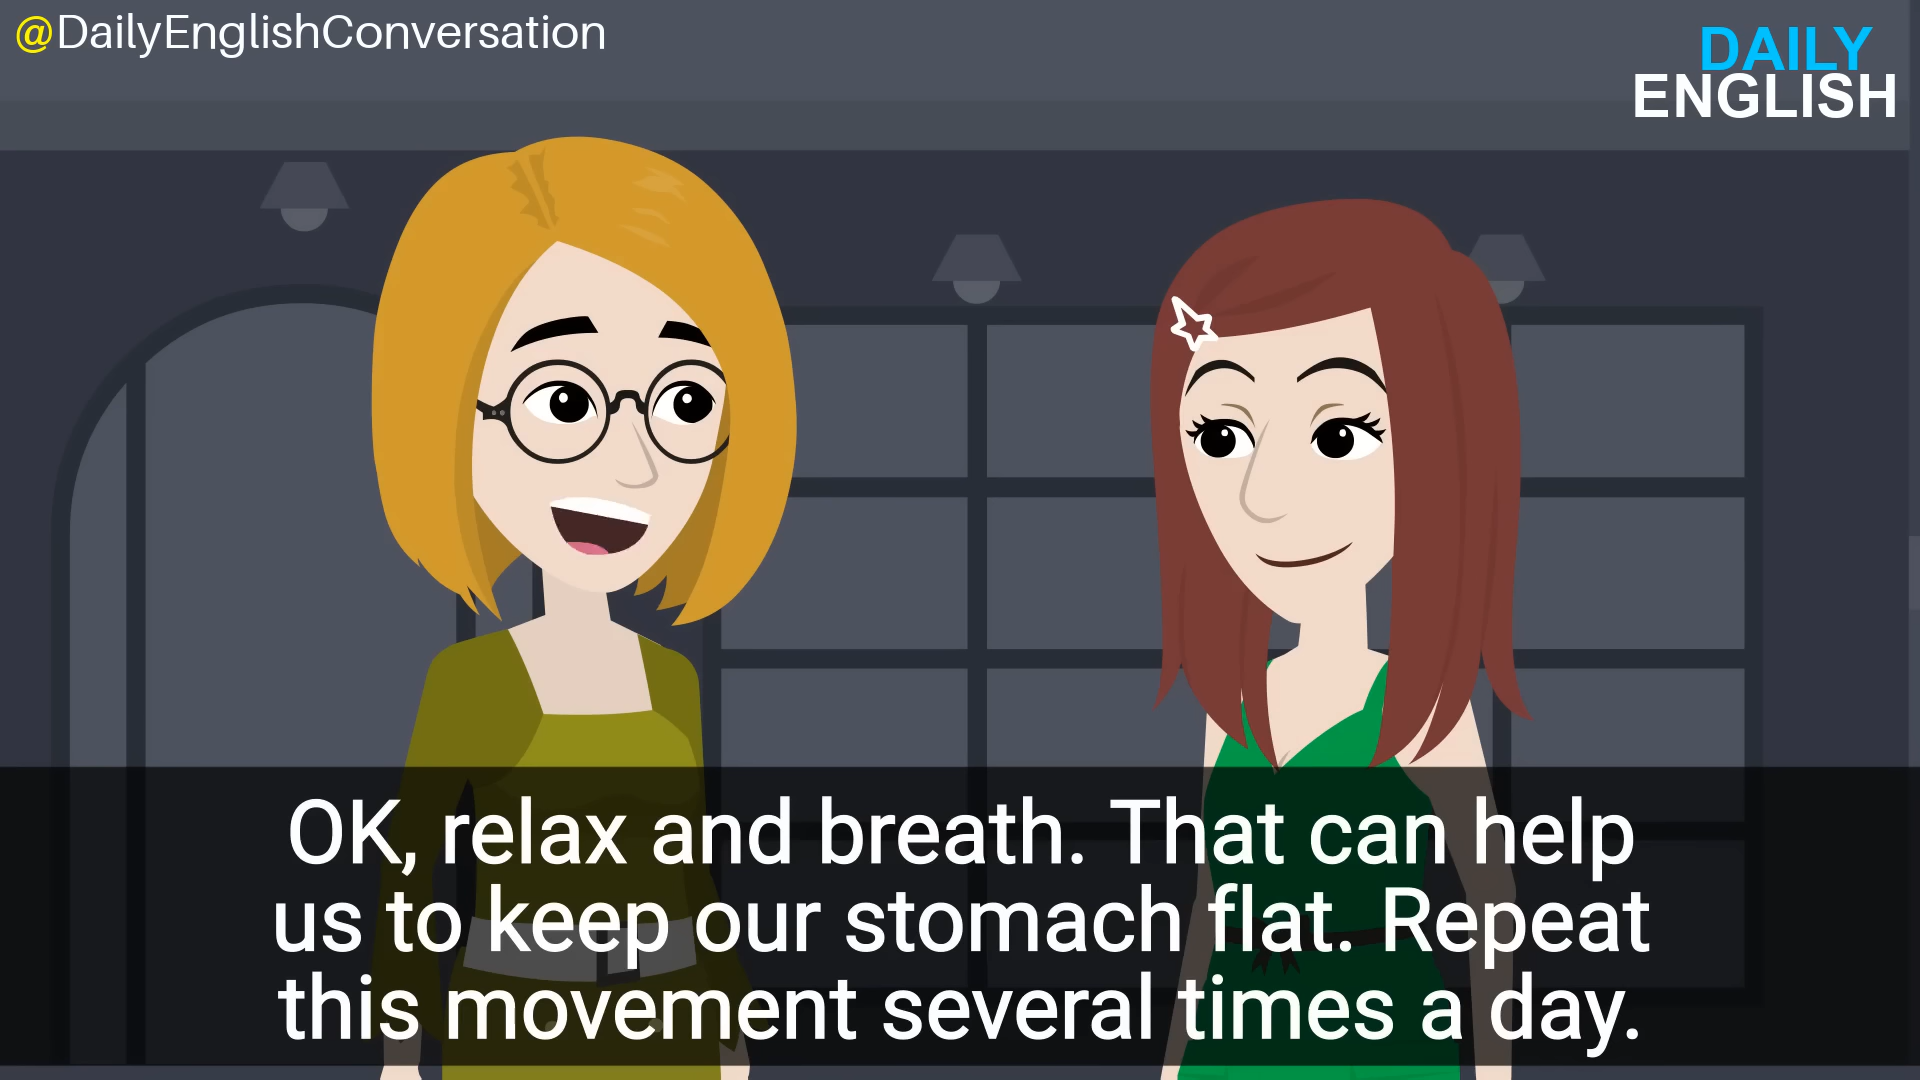 @DailyEnglishConversation
DAILY
ENGLISH
OK, relax and breath. That can help
us to keep our stomach flat. Repeat
this movement several times a day.